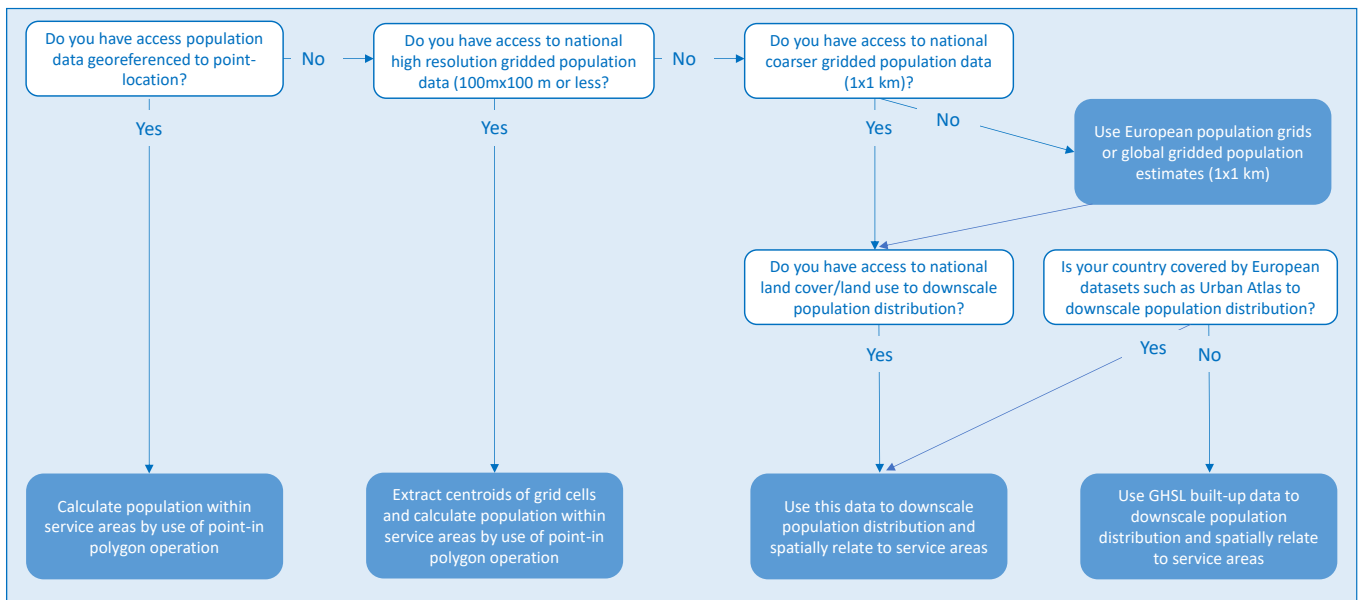 Do you have access population
data georeferenced to point-
location?
No
Do you have access to national
high resolution gridded population
data (100mx100 m or less?
No
Do you have access to national
coarser gridded population data
(1x1 km)?
Yes
Yes
Yes
No
Use European population grids
or global gridded population
estimates (1x1 km)
Do you have access to national
land cover/land use to downscale
population distribution?
Is your country covered by European
datasets such as Urban Atlas to
downscale population distribution?
Yes
Yes
No
Calculate population within
service areas by use of point-in
polygon operation
Extract centroids of grid cells
and calculate population within
service areas by use of point-in
polygon operation
Use this data to downscale
population distribution and
spatially relate to service areas
Use GHSL built-up data to
downscale population
distribution and spatially relate
to service areas